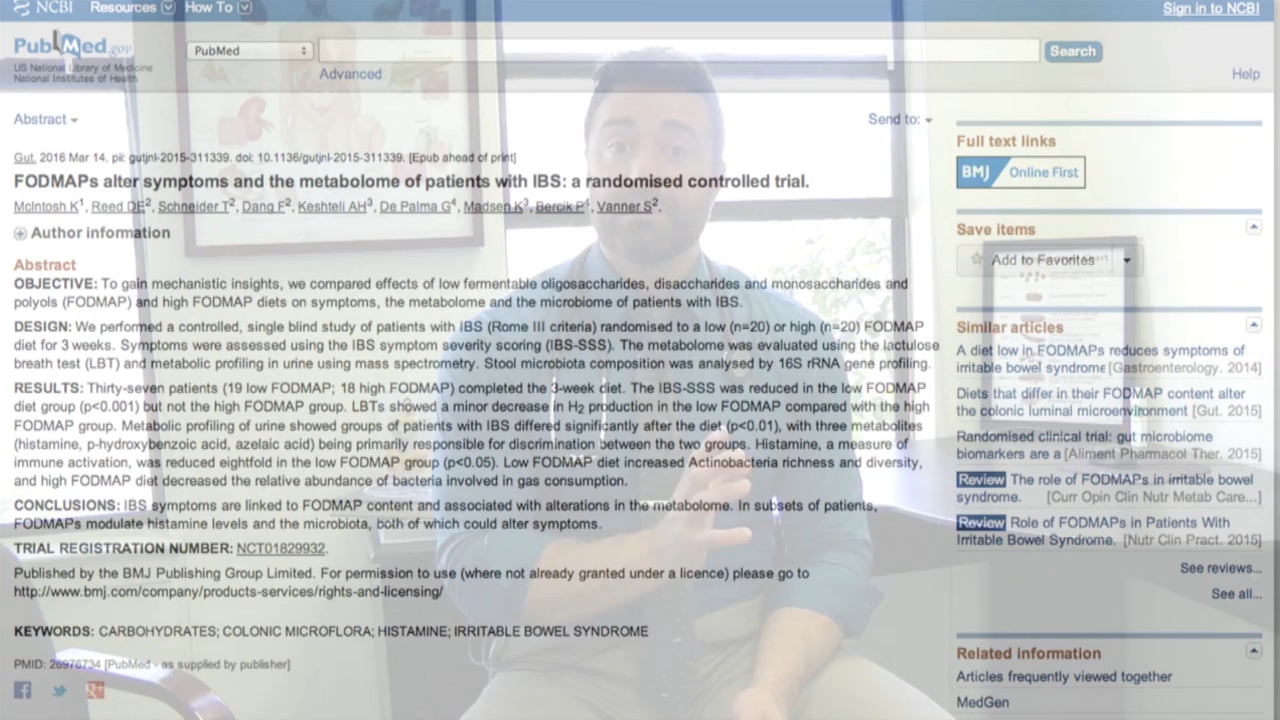 NCBI Resources How To Sign in to NCBI
PubMed.gov
US National Library of Medicine
National Institutes of Health
PubMed
Search
Advanced
Help
Abstract
Send to:
Gut. 2016 Mar 14. pii: gutjnl-2015-311339. doi: 10.1136/gutjnl-2015-311339. [Epub ahead of print]
FODMAPs alter symptoms and the metabolome of patients with IBS: a randomised controlled trial.
McIntosh K1, Reed DE2, Schneider T2, Dang F2, Keshteli AH3, De Palma G4, Madsen K3, Bercik P4, Vanner S2.
Author information
Abstract
OBJECTIVE: To gain mechanistic insights, we compared effects of low fermentable oligosaccharides, disaccharides and monosaccharides and
polyols (FODMAP) and high FODMAP diets on symptoms, the metabolome and the microbiome of patients with IBS.
DESIGN: We performed a controlled, single blind study of patients with IBS (Rome III criteria) randomised to a low (n=20) or high (n=20) FODMAP
diet for 3 weeks. Symptoms were assessed using the IBS symptom severity scoring (IBS-SSS). The metabolome was evaluated using the lactulose
breath test (LBT) and metabolic profiling in urine using mass spectrometry. Stool microbiota composition was analysed by 16S rRNA gene profiling.
RESULTS: Thirty-seven patients (19 low FODMAP; 18 high FODMAP) completed the 3-week diet. The IBS-SSS was reduced in the low FODMAP
diet group (p<0.001) but not the high FODMAP group. LBTs showed a minor decrease in H2 production in the low FODMAP compared with the high
FODMAP group. Metabolic profiling of urine showed groups of patients with IBS differed significantly after the diet (p<0.01), with three metabolites
(histamine, p-hydroxybenzoic acid, azelaic acid) being primarily responsible for discrimination between the two groups. Histamine, a measure of
immune activation, was reduced eightfold in the low FODMAP group (p<0.05). Low FODMAP diet increased Actinobacteria richness and diversity,
and high FODMAP diet decreased the relative abundance of bacteria involved in gas consumption.
CONCLUSIONS: IBS symptoms are linked to FODMAP content and associated with alterations in the metabolome. In subsets of patients,
FODMAPs modulate histamine levels and the microbiota, both of which could alter symptoms.
TRIAL REGISTRATION NUMBER: NCT01829932.
Published by the BMJ Publishing Group Limited. For permission to use (where not already granted under a licence) please go to
http://www.bmj.com/company/products-services/rights-and-licensing/
KEYWORDS: CARBOHYDRATES; COLONIC MICROFLORA; HISTAMINE; IRRITABLE BOWEL SYNDROME
PMID: 26976734 [PubMed - as supplied by publisher]
Full text links
BMJ Online First
Save items
Add to Favorites
Similar articles
A diet low in FODMAPs reduces symptoms of
irritable bowel syndrome [Gastroenterology. 2014]
Diets that differ in their FODMAP content alter
the colonic luminal microenvironment [Gut. 2015]
Randomised clinical trial: gut microbiome
biomarkers are a [Aliment Pharmacol Ther. 2015]
Review The role of FODMAPs in irritable bowel
syndrome. [Curr Opin Clin Nutr Metab Care...]
Review Role of FODMAPs in Patients With
Irritable Bowel Syndrome. [Nutr Clin Pract. 2015]
See reviews...
See all...
Related information
Articles frequently viewed together
MedGen